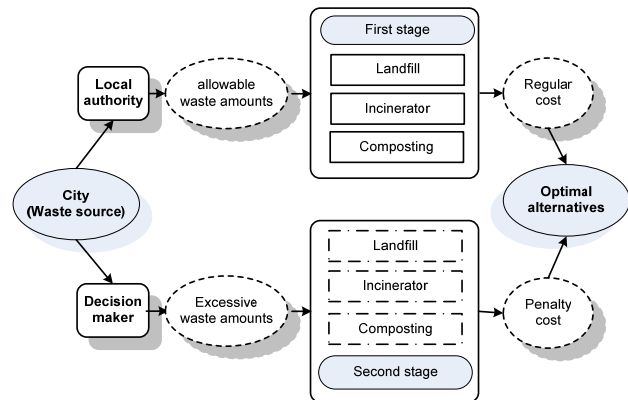 First stage
Landfill
Incinerator
Composting
Local
authority
allowable
waste amounts
Regular
cost
City
(Waste source)
Optimal
alternatives
Decision
maker
Excessive
waste amounts
Landfill
Incinerator
Composting
Second stage
Penalty
cost